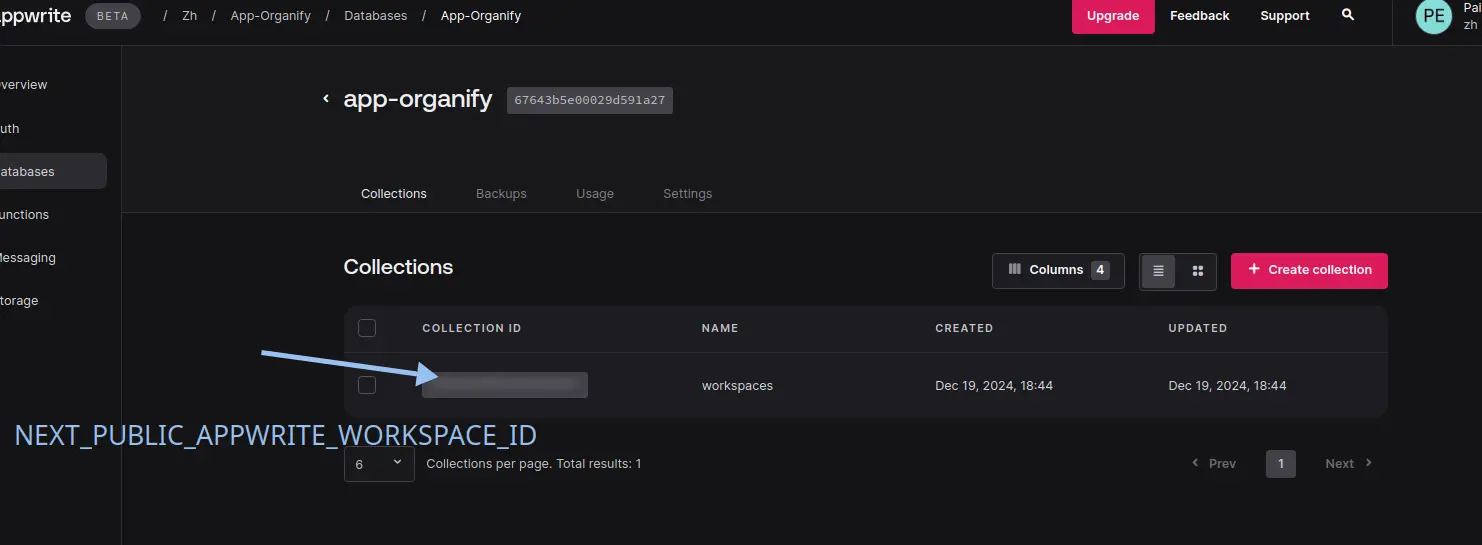 ppwrite BETA / Zh / App-Organify / Databases / App-Organify Upgrade Feedback Support PE Pai
zh
verview
uth
atabases
unctions
essaging
torage
app-organify 67643b5e00029d591a27
Collections Backups Usage Settings
Collections Columns 4 + Create collection
COLLECTION ID NAME CREATED UPDATED
workspaces Dec 19, 2024, 18:44 Dec 19, 2024, 18:44
NEXT_PUBLIC_APPWRITE_WORKSPACE_ID
6 Collections per page. Total results: 1 Prev 1 Next